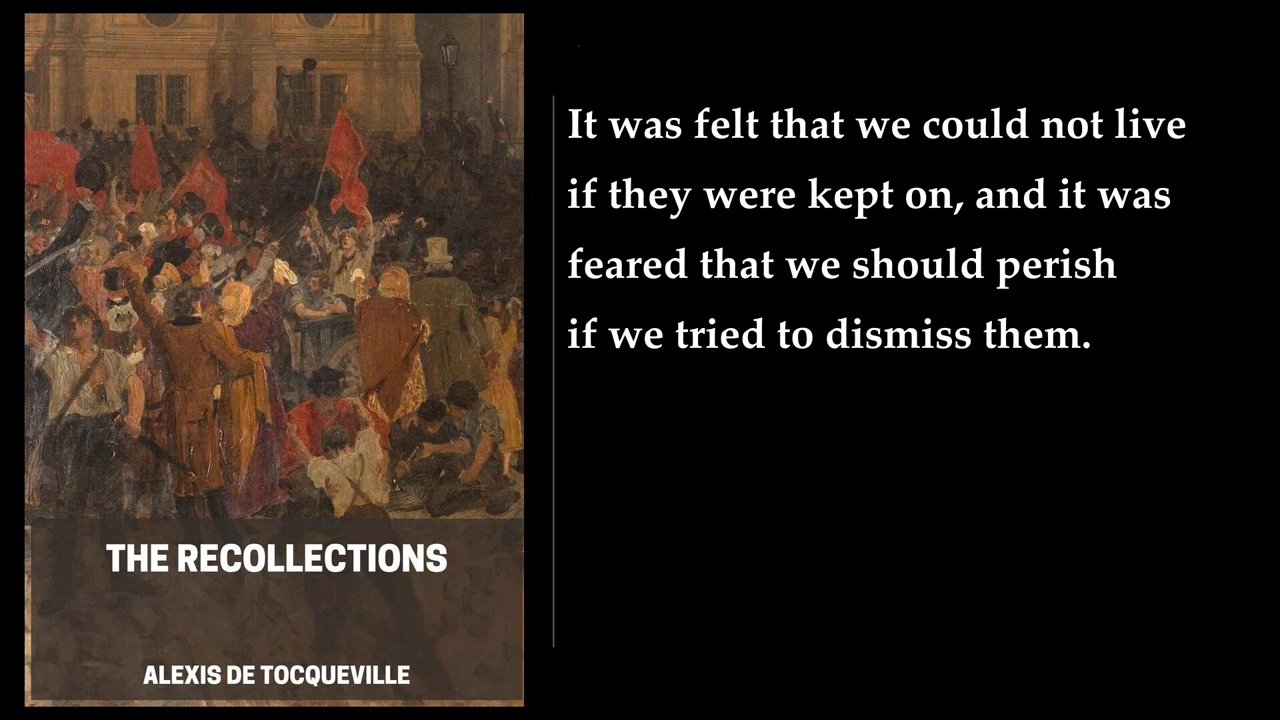 THE RECOLLECTIONS
ALEXIS DE TOCQUEVILLE
It was felt that we could not live
if they were kept on, and it was
feared that we should perish
if we tried to dismiss them.